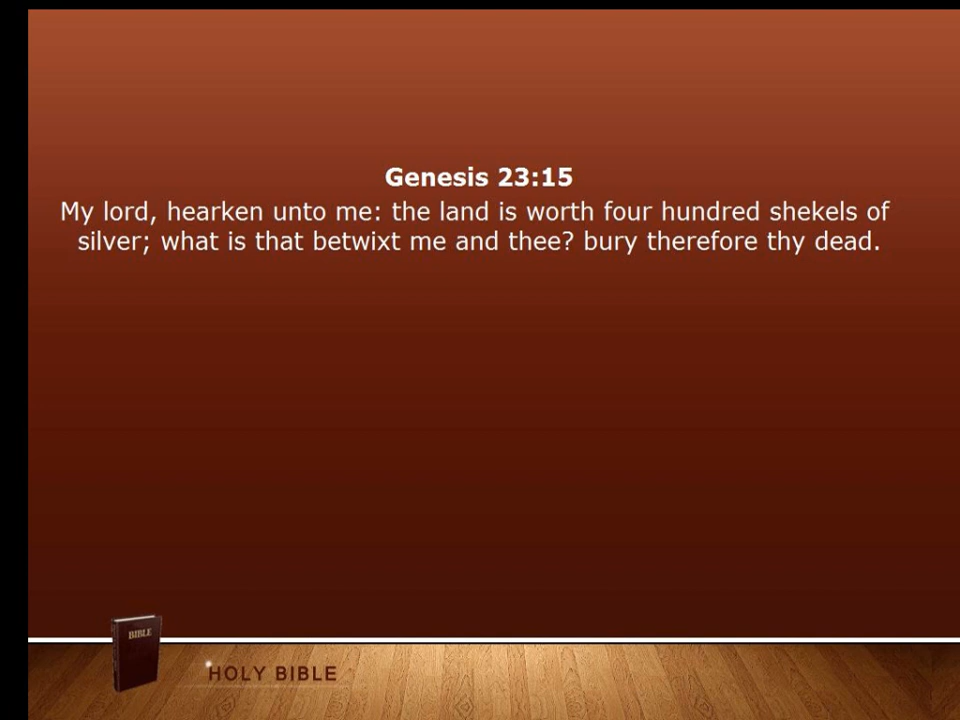 Genesis 23:15
My lord, hearken unto me: the land is worth four hundred shekels of
silver; what is that betwixt me and thee? bury therefore thy dead.
BIBLE
HOLY BIBLE